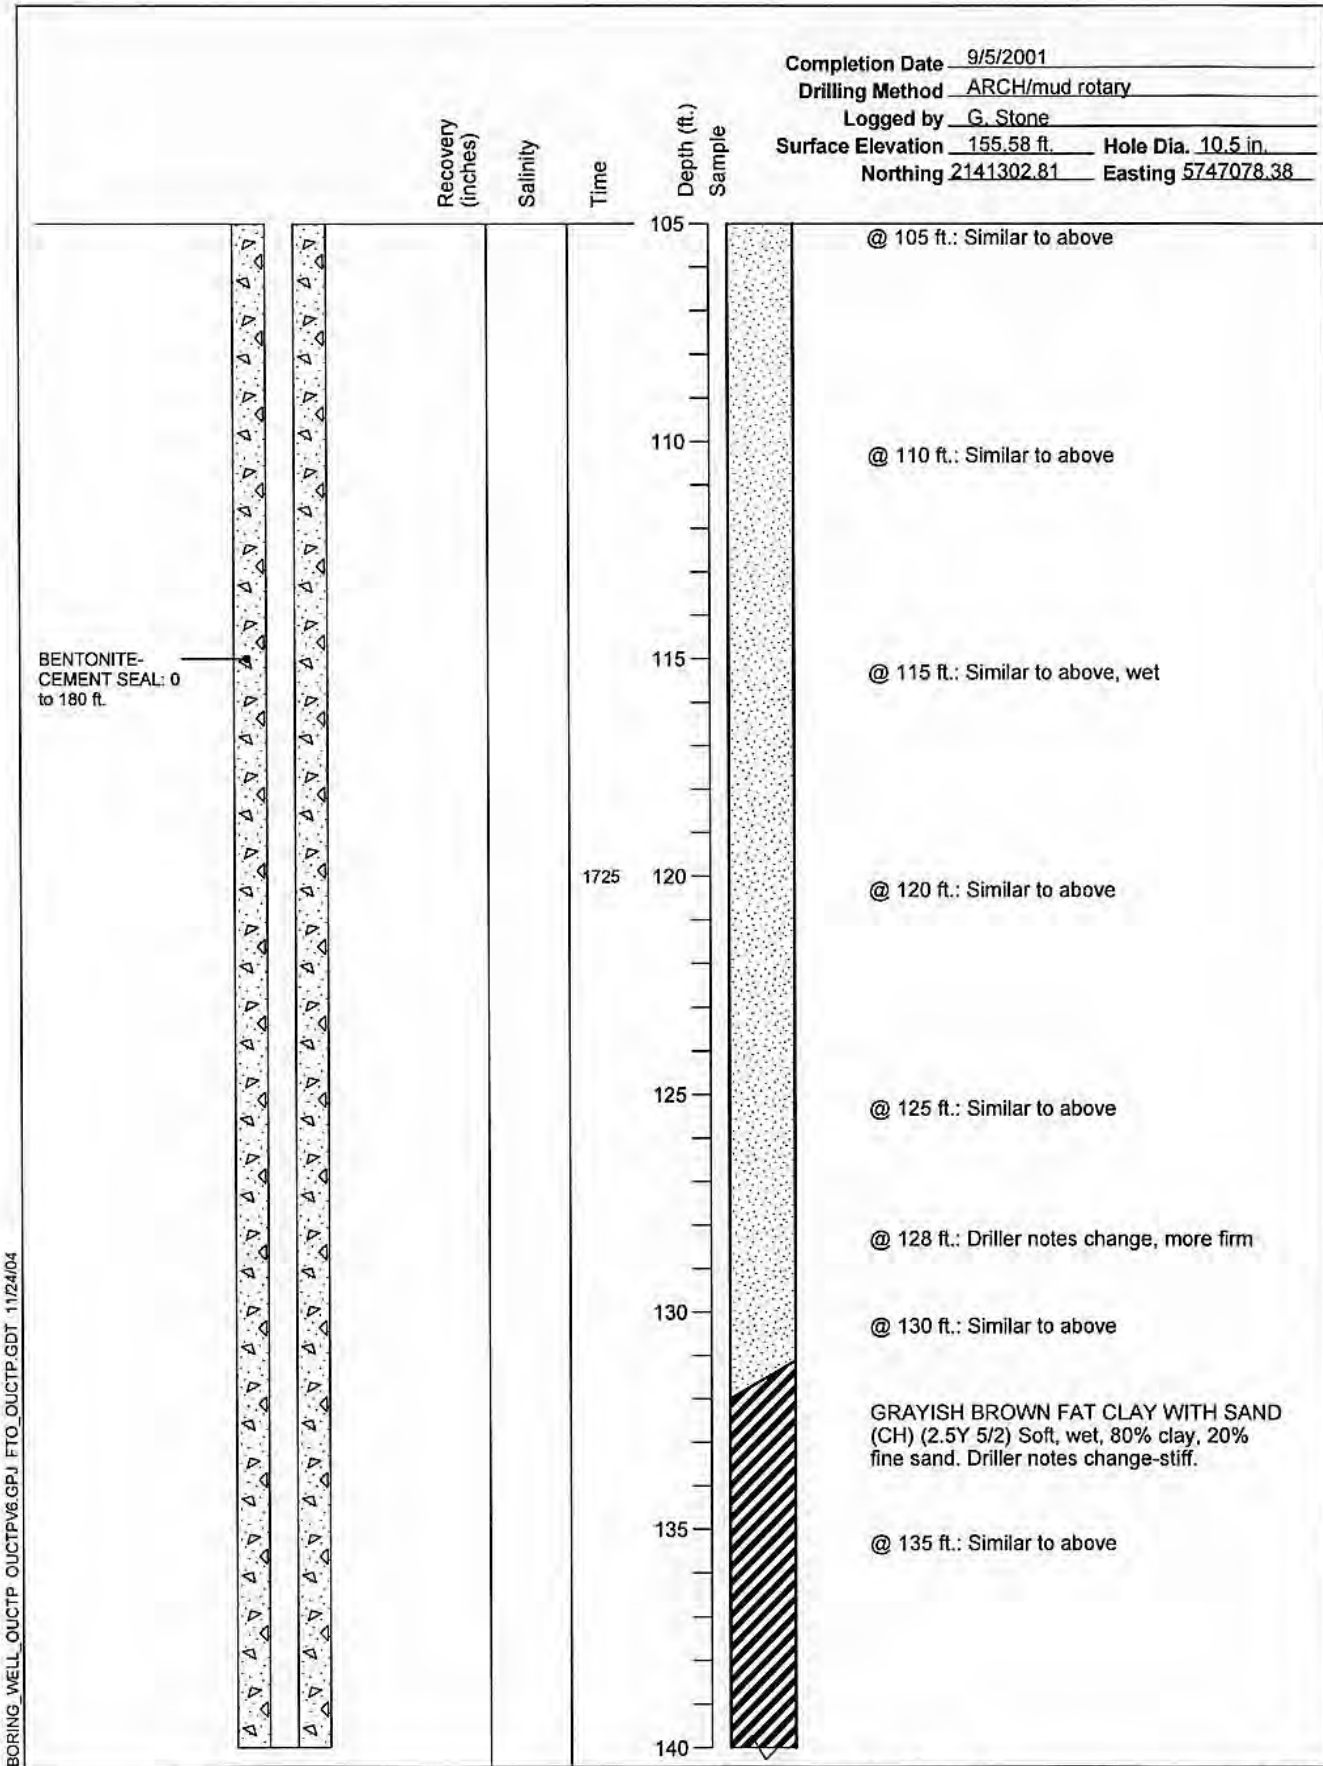 Completion Date 9/5/2001
Drilling Method ARCH/mud rotary
Logged by G. Stone
Surface Elevation 155.58 ft. Hole Dia. 10.5 in.
Northing 2141302.81 Easting 5747078.38
Recovery
(inches)
Salinity
Time
Depth (ft.)
Sample
105
@ 105 ft.: Similar to above
110
@ 110 ft.: Similar to above
BENTONITE-
CEMENT SEAL: 0
to 180 ft.
115
@ 115 ft.: Similar to above, wet
1725
120
@ 120 ft.: Similar to above
125
@ 125 ft.: Similar to above
@ 128 ft.: Driller notes change, more firm
130
@ 130 ft.: Similar to above
GRAYISH BROWN FAT CLAY WITH SAND
(CH) (2.5Y 5/2) Soft, wet, 80% clay, 20%
fine sand. Driller notes change-stiff.
135
@ 135 ft.: Similar to above
140
BORING_WELL_OUCTP OUCTPV6.GPJ FTO_OUCTP.GDT 11/24/04